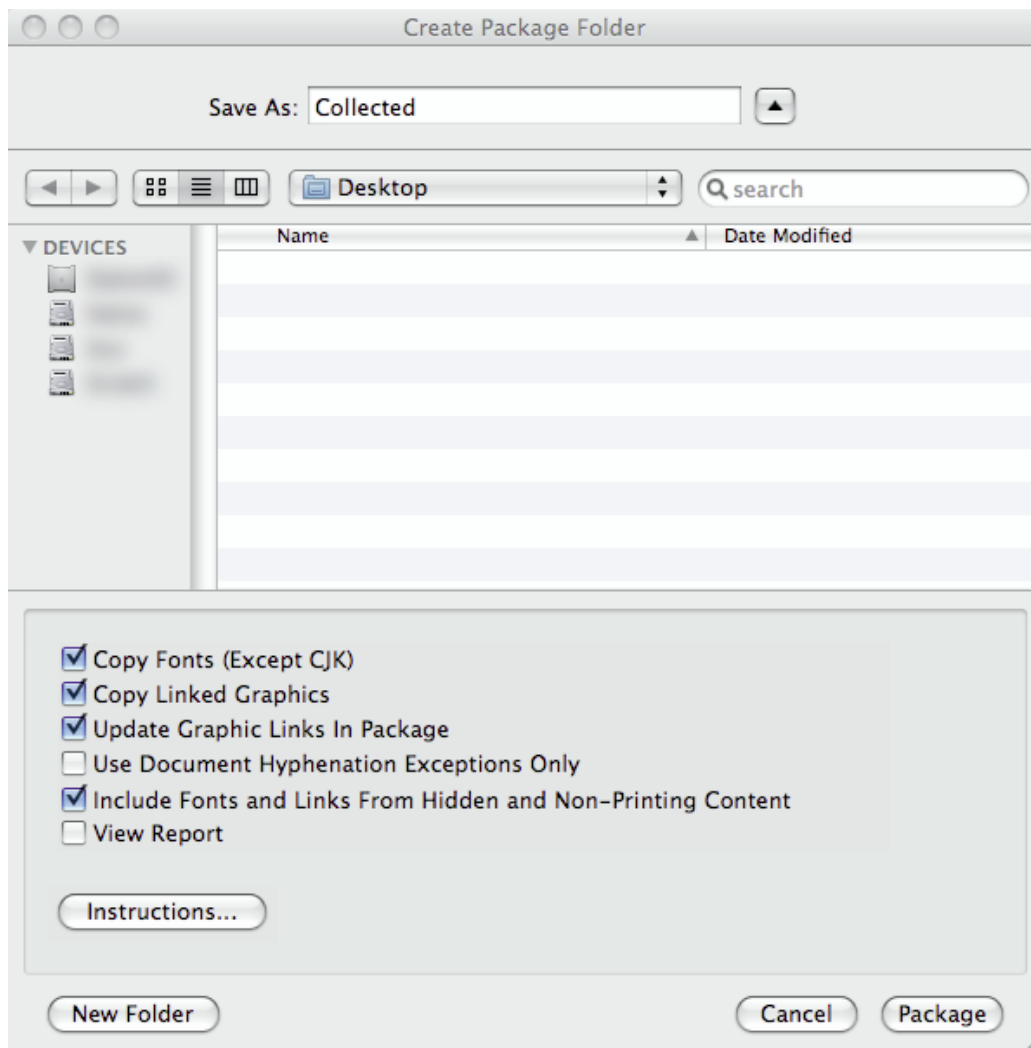 Create Package Folder
Save As: Collected
Desktop
search
DEVICES
Name Date Modified
Copy Fonts (Except CJK)
Copy Linked Graphics
Update Graphic Links In Package
Use Document Hyphenation Exceptions Only
Include Fonts and Links From Hidden and Non-Printing Content
View Report
Instructions...
New Folder Cancel Package